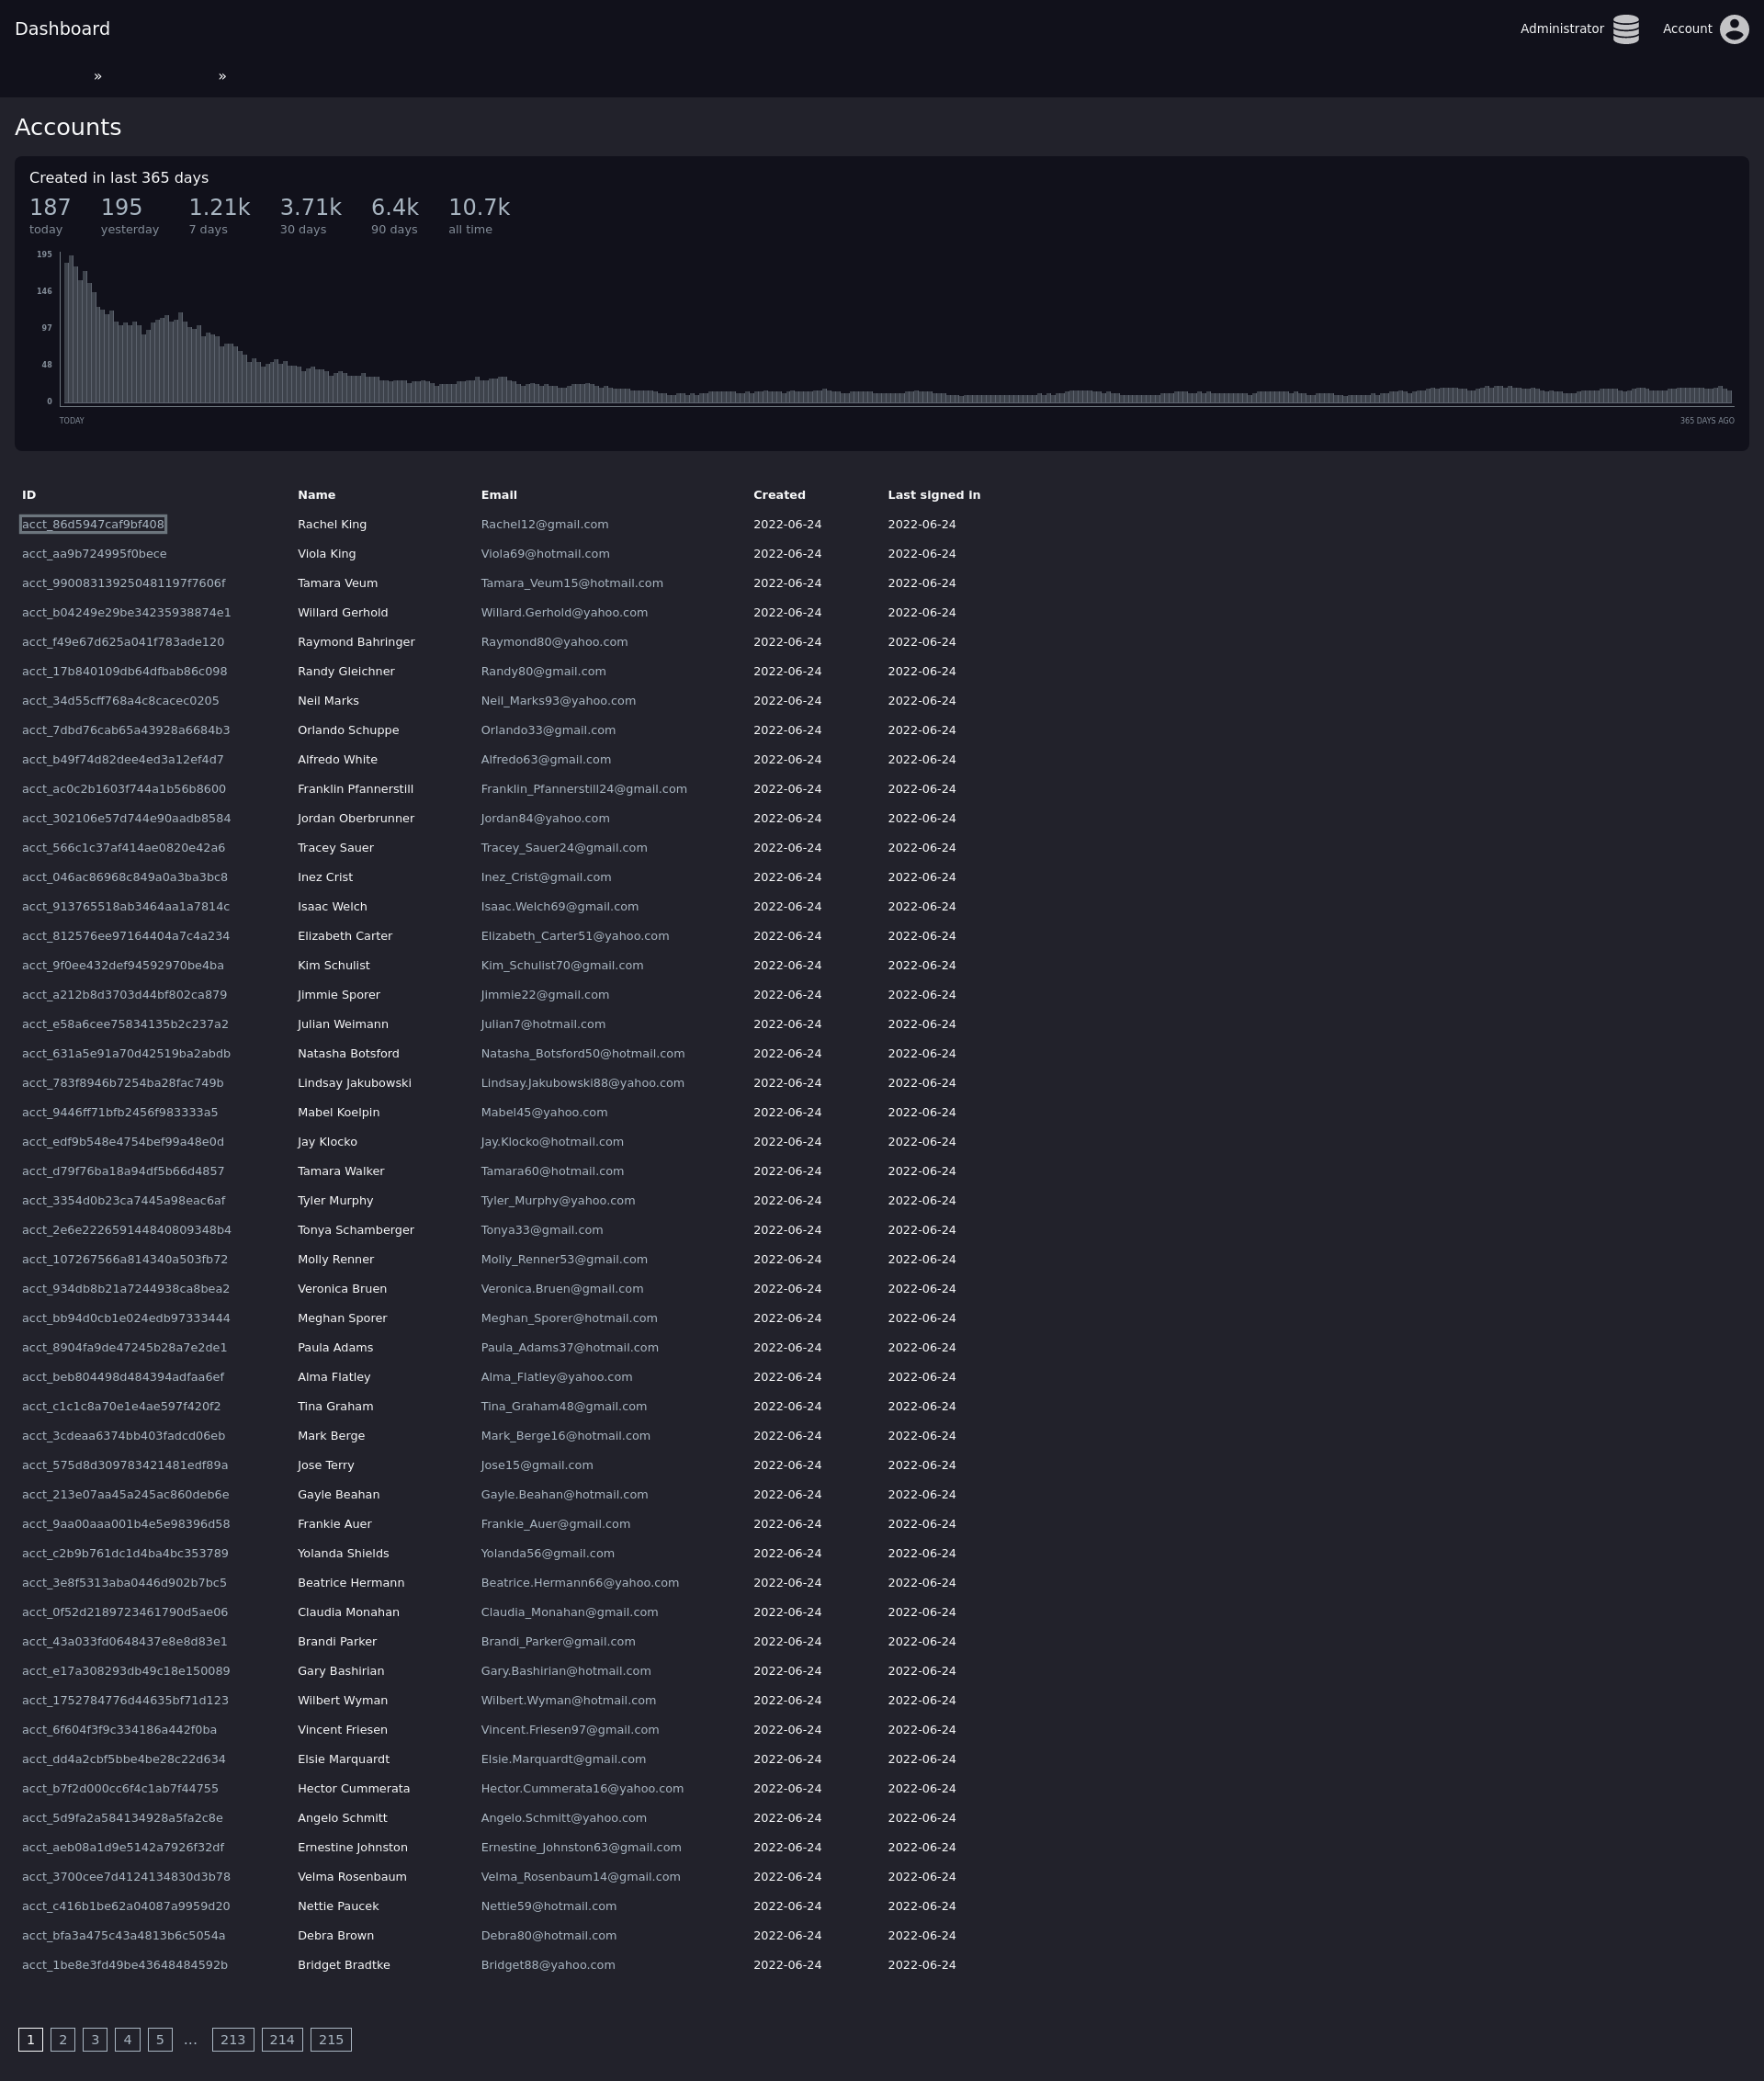 Dashboard Administrator Account
» »
Accounts
Created in last 365 days
187 195 1.21k 3.71k 6.4k 10.7k
today yesterday 7 days 30 days 90 days all time
195
146
97
48
0
TODAY 365 DAYS AGO
ID Name Email Created Last signed in
acct_86d5947caf9bf408 Rachel King Rachel12@gmail.com 2022-06-24 2022-06-24
acct_aa9b724995f0bece Viola King Viola69@hotmail.com 2022-06-24 2022-06-24
acct_990083139250481197f7606f Tamara Veum Tamara_Veum15@hotmail.com 2022-06-24 2022-06-24
acct_b04249e29be34235938874e1 Willard Gerhold Willard.Gerhold@yahoo.com 2022-06-24 2022-06-24
acct_f49e67d625a041f783ade120 Raymond Bahringer Raymond80@yahoo.com 2022-06-24 2022-06-24
acct_17b840109db64dfbab86c098 Randy Gleichner Randy80@gmail.com 2022-06-24 2022-06-24
acct_34d55cff768a4c8cacec0205 Neil Marks Neil_Marks93@yahoo.com 2022-06-24 2022-06-24
acct_7dbd76cab65a43928a6684b3 Orlando Schuppe Orlando33@gmail.com 2022-06-24 2022-06-24
acct_b49f74d82dee4ed3a12ef4d7 Alfredo White Alfredo63@gmail.com 2022-06-24 2022-06-24
acct_ac0c2b1603f744a1b56b8600 Franklin Pfannerstill Franklin_Pfannerstill24@gmail.com 2022-06-24 2022-06-24
acct_302106e57d744e90aadb8584 Jordan Oberbrunner Jordan84@yahoo.com 2022-06-24 2022-06-24
acct_566c1c37af414ae0820e42a6 Tracey Sauer Tracey_Sauer24@gmail.com 2022-06-24 2022-06-24
acct_046ac86968c849a0a3ba3bc8 Inez Crist Inez_Crist@gmail.com 2022-06-24 2022-06-24
acct_913765518ab3464aa1a7814c Isaac Welch Isaac.Welch69@gmail.com 2022-06-24 2022-06-24
acct_812576ee97164404a7c4a234 Elizabeth Carter Elizabeth_Carter51@yahoo.com 2022-06-24 2022-06-24
acct_9f0ee432def94592970be4ba Kim Schulist Kim_Schulist70@gmail.com 2022-06-24 2022-06-24
acct_a212b8d3703d44bf802ca879 Jimmie Sporer Jimmie22@gmail.com 2022-06-24 2022-06-24
acct_e58a6cee75834135b2c237a2 Julian Weimann Julian7@hotmail.com 2022-06-24 2022-06-24
acct_631a5e91a70d42519ba2abdb Natasha Botsford Natasha_Botsford50@hotmail.com 2022-06-24 2022-06-24
acct_783f8946b7254ba28fac749b Lindsay Jakubowski Lindsay.Jakubowski88@yahoo.com 2022-06-24 2022-06-24
acct_9446ff71bfb2456f983333a5 Mabel Koelpin Mabel45@yahoo.com 2022-06-24 2022-06-24
acct_edf9b548e4754bef99a48e0d Jay Klocko Jay.Klocko@hotmail.com 2022-06-24 2022-06-24
acct_d79f76ba18a94df5b66d4857 Tamara Walker Tamara60@hotmail.com 2022-06-24 2022-06-24
acct_3354d0b23ca7445a98eac6af Tyler Murphy Tyler_Murphy@yahoo.com 2022-06-24 2022-06-24
acct_2e6e222659144840809348b4 Tonya Schamberger Tonya33@gmail.com 2022-06-24 2022-06-24
acct_107267566a814340a503fb72 Molly Renner Molly_Renner53@gmail.com 2022-06-24 2022-06-24
acct_934db8b21a7244938ca8bea2 Veronica Bruen Veronica.Bruen@gmail.com 2022-06-24 2022-06-24
acct_bb94d0cb1e024edb97333444 Meghan Sporer Meghan_Sporer@hotmail.com 2022-06-24 2022-06-24
acct_8904fa9de47245b28a7e2de1 Paula Adams Paula_Adams37@hotmail.com 2022-06-24 2022-06-24
acct_beb804498d484394adfaa6ef Alma Flatley Alma_Flatley@yahoo.com 2022-06-24 2022-06-24
acct_c1c1c8a70e1e4ae597f420f2 Tina Graham Tina_Graham48@gmail.com 2022-06-24 2022-06-24
acct_3cdeaa6374bb403fadcd06eb Mark Berge Mark_Berge16@hotmail.com 2022-06-24 2022-06-24
acct_575d8d309783421481edf89a Jose Terry Jose15@gmail.com 2022-06-24 2022-06-24
acct_213e07aa45a245ac860deb6e Gayle Beahan Gayle.Beahan@hotmail.com 2022-06-24 2022-06-24
acct_9aa00aaa001b4e5e98396d58 Frankie Auer Frankie_Auer@gmail.com 2022-06-24 2022-06-24
acct_c2b9b761dc1d4ba4bc353789 Yolanda Shields Yolanda56@gmail.com 2022-06-24 2022-06-24
acct_3e8f5313aba0446d902b7bc5 Beatrice Hermann Beatrice.Hermann66@yahoo.com 2022-06-24 2022-06-24
acct_0f52d2189723461790d5ae06 Claudia Monahan Claudia_Monahan@gmail.com 2022-06-24 2022-06-24
acct_43a033fd0648437e8e8d83e1 Brandi Parker Brandi_Parker@gmail.com 2022-06-24 2022-06-24
acct_e17a308293db49c18e150089 Gary Bashirian Gary.Bashirian@hotmail.com 2022-06-24 2022-06-24
acct_1752784776d44635bf71d123 Wilbert Wyman Wilbert.Wyman@hotmail.com 2022-06-24 2022-06-24
acct_6f604f3f9c334186a442f0ba Vincent Friesen Vincent.Friesen97@gmail.com 2022-06-24 2022-06-24
acct_dd4a2cbf5bbe4be28c22d634 Elsie Marquardt Elsie.Marquardt@gmail.com 2022-06-24 2022-06-24
acct_b7f2d000cc6f4c1ab7f44755 Hector Cummerata Hector.Cummerata16@yahoo.com 2022-06-24 2022-06-24
acct_5d9fa2a584134928a5fa2c8e Angelo Schmitt Angelo.Schmitt@yahoo.com 2022-06-24 2022-06-24
acct_aeb08a1d9e5142a7926f32df Ernestine Johnston Ernestine_Johnston63@gmail.com 2022-06-24 2022-06-24
acct_3700cee7d4124134830d3b78 Velma Rosenbaum Velma_Rosenbaum14@gmail.com 2022-06-24 2022-06-24
acct_c416b1be62a04087a9959d20 Nettie Paucek Nettie59@hotmail.com 2022-06-24 2022-06-24
acct_bfa3a475c43a4813b6c5054a Debra Brown Debra80@hotmail.com 2022-06-24 2022-06-24
acct_1be8e3fd49be43648484592b Bridget Bradtke Bridget88@yahoo.com 2022-06-24 2022-06-24
1 2 3 4 5 … 213 214 215